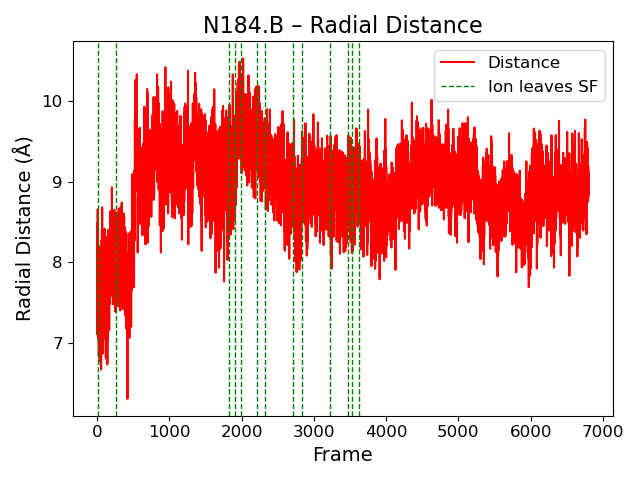 N184.B – Radial Distance
Distance
Ion leaves SF
10
9
8
7
Radial Distance (Å)
0 1000 2000 3000 4000 5000 6000 7000
Frame